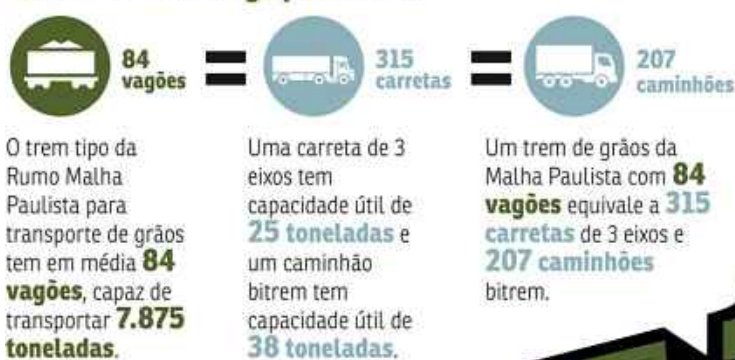 84
vagões
315
carretas
207
caminhões
O trem tipo da
Rumo Malha
Paulista para
transporte de grãos
tem em média 84
vagões, capaz de
transportar 7.875
toneladas.
Uma carreta de 3
eixos tem
capacidade útil de
25 toneladas e
um caminhão
bitrem tem
capacidade útil de
38 toneladas.
Um trem de grãos da
Malha Paulista com 84
vagões equivale a 315
carretas de 3 eixos e
207 caminhões
bitrem.